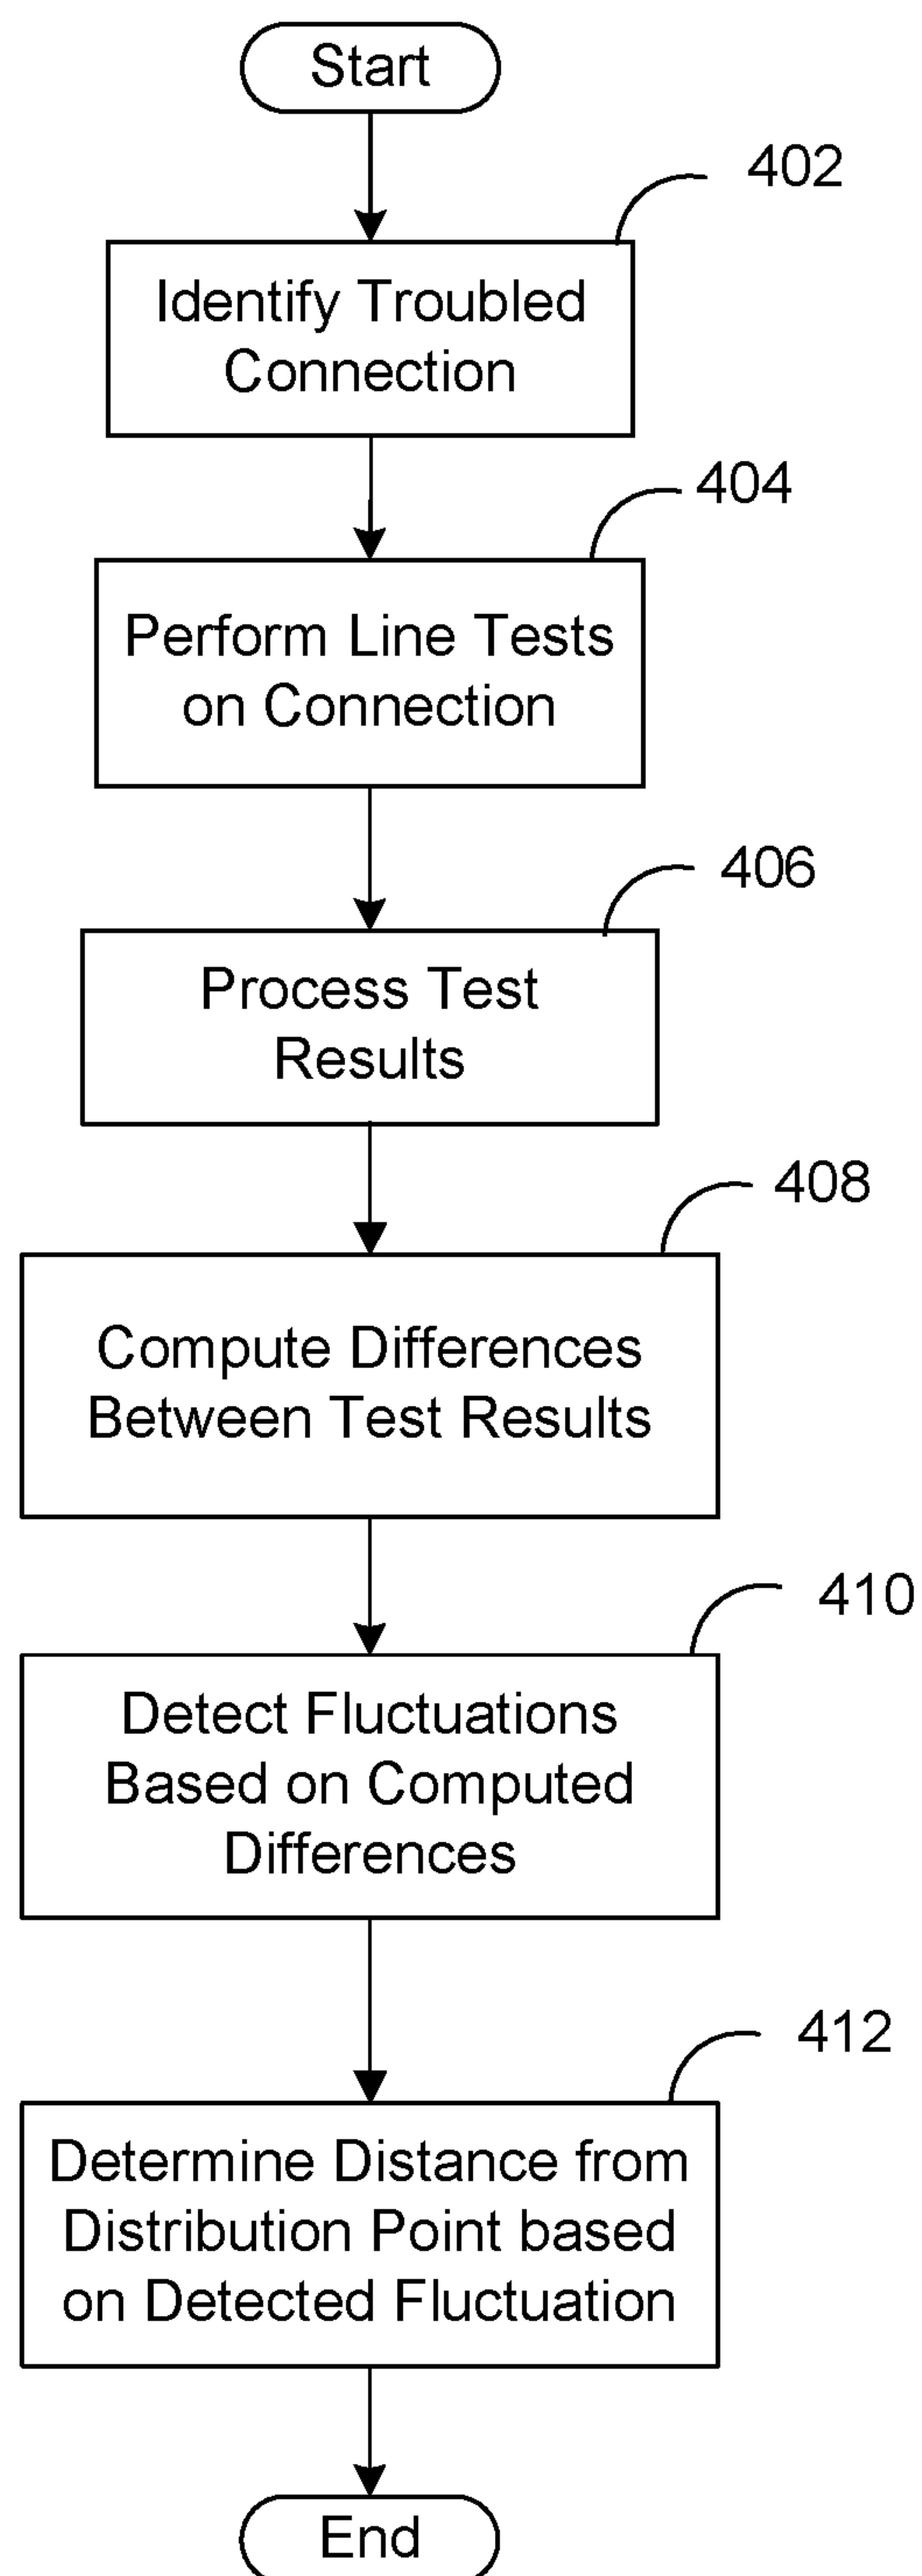 Start
402
Identify Troubled
Connection
404
Perform Line Tests
on Connection
406
Process Test
Results
408
Compute Differences
Between Test Results
410
Detect Fluctuations
Based on Computed
Differences
412
Determine Distance from
Distribution Point based
on Detected Fluctuation
End